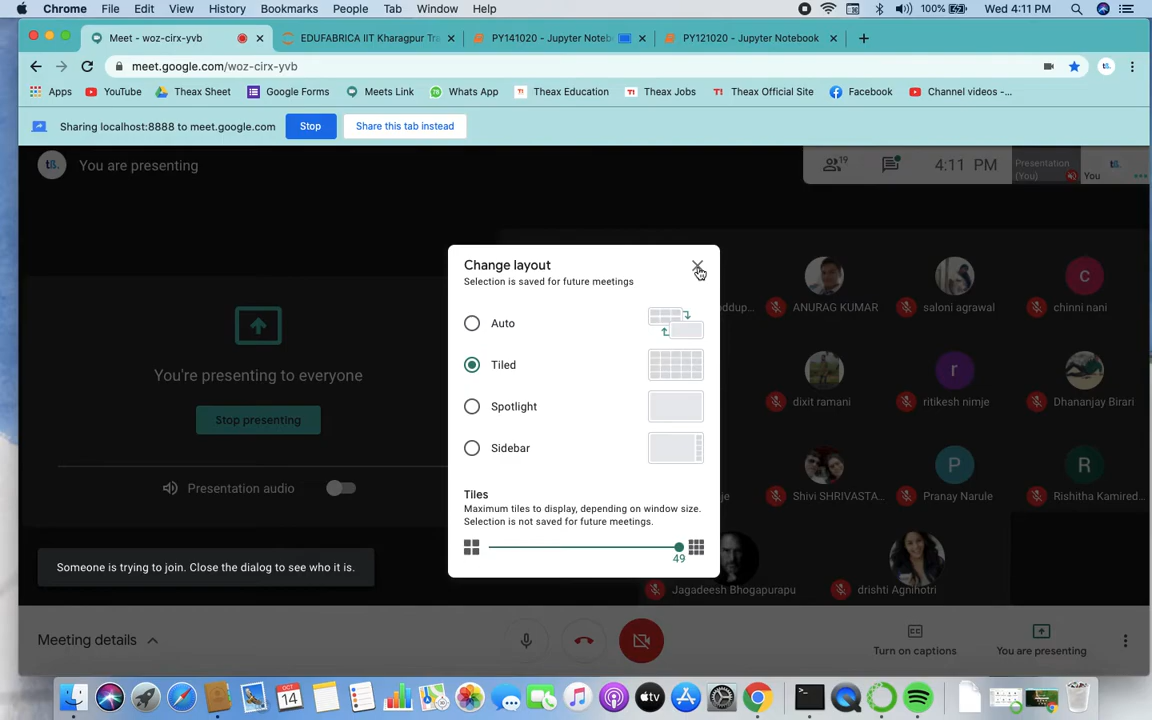 Chrome File Edit View History Bookmarks People Tab Window Help 100% Wed 4:11 PM
Meet - woz-cirx-yvb EDUFABRICA IIT Kharagpur Tra PY141020 - Jupyter Noteb PY121020 - Jupyter Notebook
meet.google.com/woz-cirx-yvb
Apps YouTube Theax Sheet Google Forms Meets Link Whats App Theax Education Theax Jobs Theax Official Site Facebook Channel videos -...
Sharing localhost:8888 to meet.google.com Stop Share this tab instead
You are presenting 19 4:11 PM Presentation (You) You
Change layout
Selection is saved for future meetings
Auto
Tiled
Spotlight
Sidebar
Tiles
Maximum tiles to display, depending on window size.
Selection is not saved for future meetings.
49
You're presenting to everyone
Stop presenting
Presentation audio
Someone is trying to join. Close the dialog to see who it is.
ANURAG KUMAR saloni agrawal c chinni nani
dixit ramani r ritikesh nimje Dhananjay Birari
Shivi SHRIVASTA... P Pranay Narule R Rishitha Kamired...
Jagadeesh Bhogapurapu drishti Agnihotri
Meeting details Turn on captions You are presenting
OCT 14